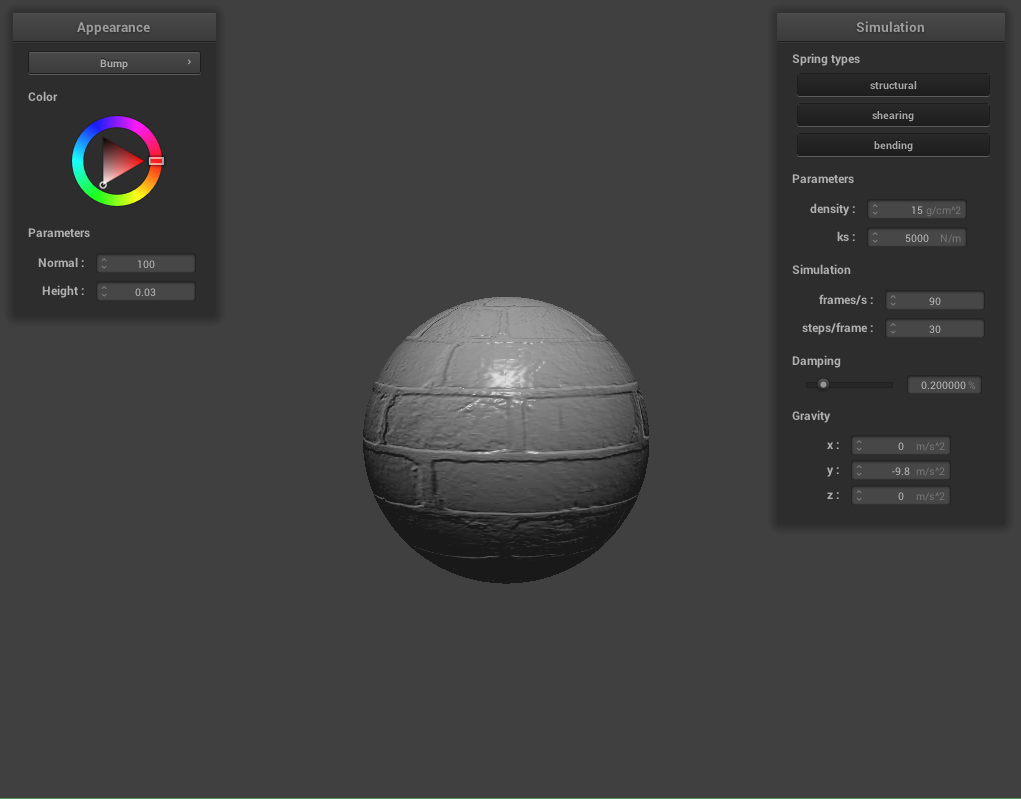 Appearance
Bump
Color
Parameters
Normal : 100
Height : 0.03
Simulation
Spring types
structural
shearing
bending
Parameters
density : 15 g/cm^2
ks : 5000 N/m
Simulation
frames/s : 90
steps/frame : 30
Damping
0.200000 %
Gravity
x : 0 m/s^2
y : -9.8 m/s^2
z : 0 m/s^2